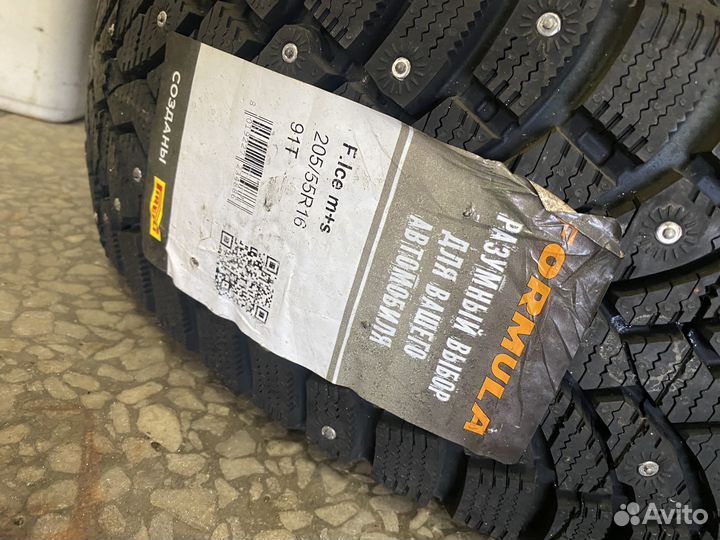 СОЗДАНЫ
PIRELLI
F.Ice m+s
205/55R16
91T
FORMULA
РАЗУМНЫЙ ВЫБОР
ДЛЯ ВАШЕГО
АВТОМОБИЛЯ
Avito